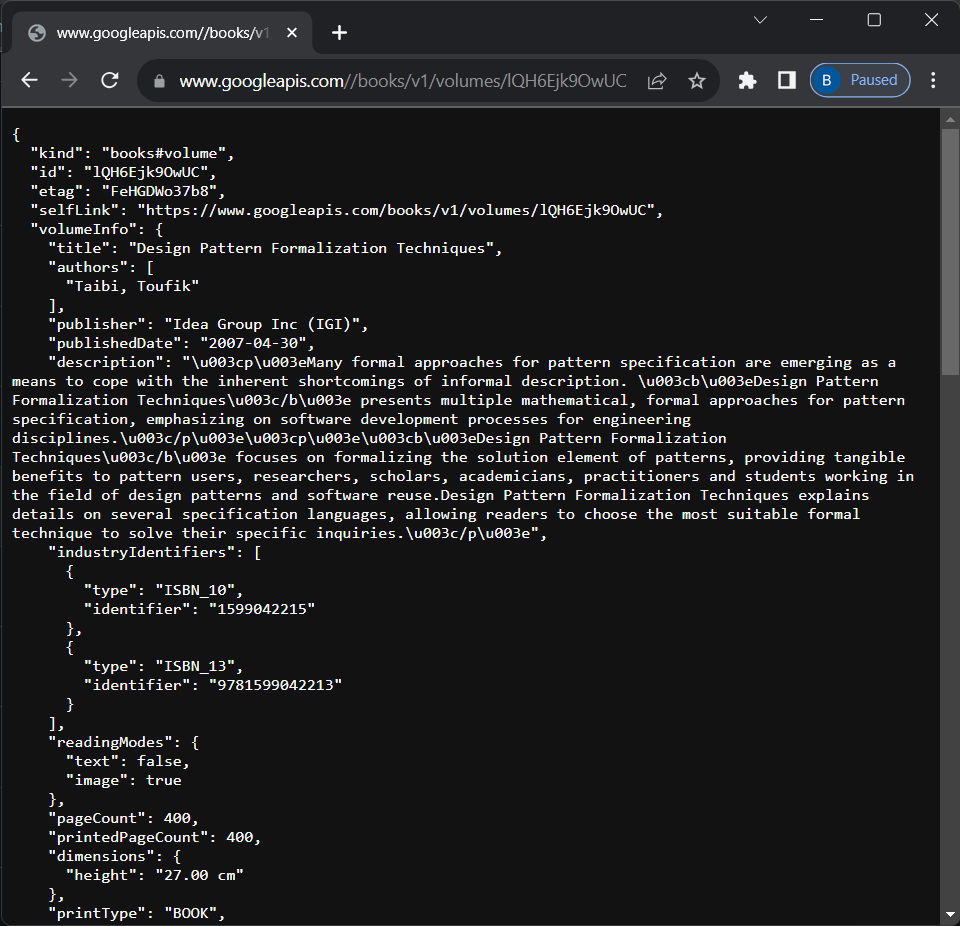 www.googleapis.com//books/v1
www.googleapis.com//books/v1/volumes/lQH6Ejk9OwUC
B Paused
{
"kind": "books#volume",
"id": "lQH6Ejk9OwUC",
"etag": "FeHGDWo37b8",
"selfLink": "https://www.googleapis.com/books/v1/volumes/lQH6Ejk9OwUC",
"volumeInfo": {
"title": "Design Pattern Formalization Techniques",
"authors": [
"Taibi, Toufik"
],
"publisher": "Idea Group Inc (IGI)",
"publishedDate": "2007-04-30",
"description": "\u003cp\u003eMany formal approaches for pattern specification are emerging as a
means to cope with the inherent shortcomings of informal description. \u003cb\u003eDesign Pattern
Formalization Techniques\u003c/b\u003e presents multiple mathematical, formal approaches for pattern
specification, emphasizing on software development processes for engineering
disciplines.\u003c/p\u003e\u003cp\u003e\u003cb\u003eDesign Pattern Formalization
Techniques\u003c/b\u003e focuses on formalizing the solution element of patterns, providing tangible
benefits to pattern users, researchers, scholars, academicians, practitioners and students working in
the field of design patterns and software reuse.Design Pattern Formalization Techniques explains
details on several specification languages, allowing readers to choose the most suitable formal
technique to solve their specific inquiries.\u003c/p\u003e",
"industryIdentifiers": [
{
"type": "ISBN_10",
"identifier": "1599042215"
},
{
"type": "ISBN_13",
"identifier": "9781599042213"
}
],
"readingModes": {
"text": false,
"image": true
},
"pageCount": 400,
"printedPageCount": 400,
"dimensions": {
"height": "27.00 cm"
},
"printType": "BOOK",